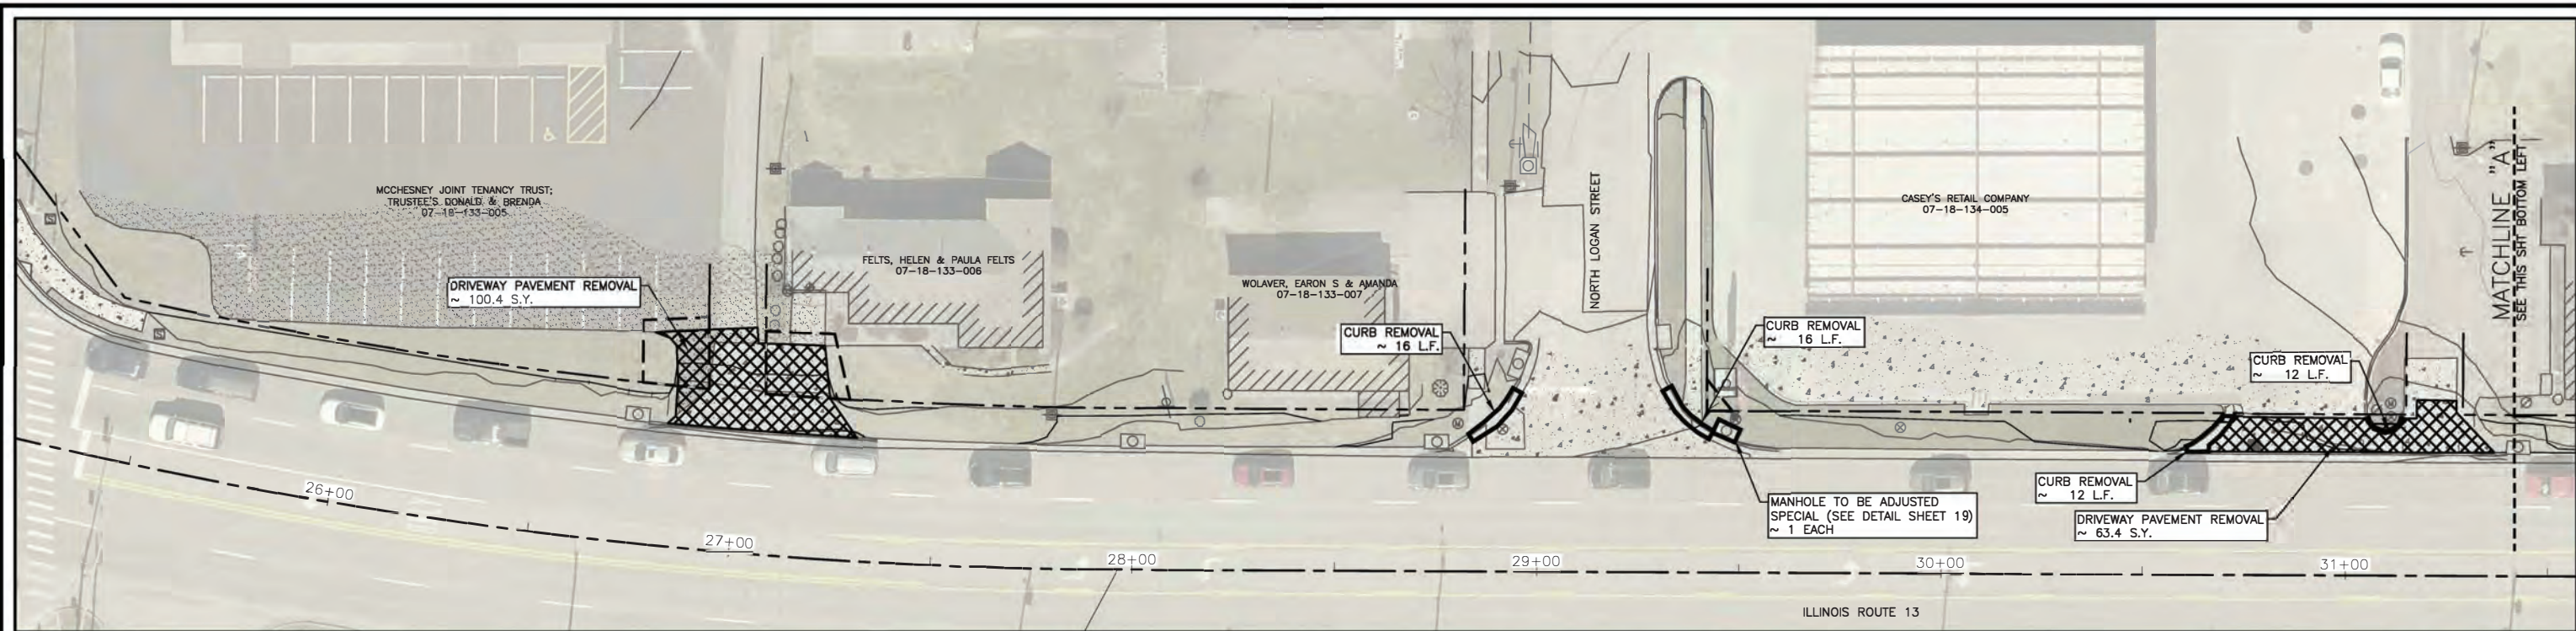 MCCHESNEY JOINT TENANCY TRUST;
TRUSTEE'S DONALD & BRENDA
07-18-133-005
DRIVEWAY PAVEMENT REMOVAL
~ 100.4 S.Y.
FELTS, HELEN & PAULA FELTS
07-18-133-006
WOLAVER, EARON S & AMANDA
07-18-133-007
CURB REMOVAL
~ 16 L.F.
NORTH LOGAN STREET
CURB REMOVAL
~ 16 L.F.
CASEY'S RETAIL COMPANY
07-18-134-005
MATCHLINE "A"
SEE THIS SHT BOTTOM LEFT
CURB REMOVAL
~ 12 L.F.
CURB REMOVAL
~ 12 L.F.
MANHOLE TO BE ADJUSTED
SPECIAL (SEE DETAIL SHEET 19)
~ 1 EACH
DRIVEWAY PAVEMENT REMOVAL
~ 63.4 S.Y.
26+00
27+00
28+00
29+00
30+00
31+00
ILLINOIS ROUTE 13